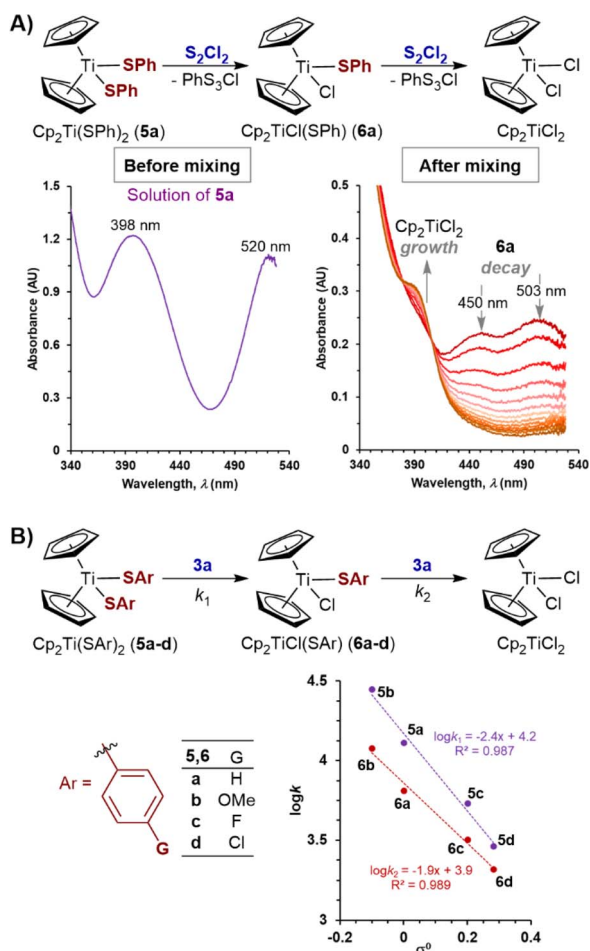 A)
S₂Cl₂
- PhS₃Cl
S₂Cl₂
- PhS₃Cl
Ti SPh SPh
Ti SPh Cl
Ti Cl Cl
Cp₂Ti(SPh)₂ (5a)
Cp₂TiCl(SPh) (6a)
Cp₂TiCl₂
Before mixing
Solution of 5a
398 nm
520 nm
Absorbance (AU)
1.5
1.2
0.9
0.6
0.3
0
340 390 440 490 540
Wavelength, λ (nm)
After mixing
Cp₂TiCl₂
growth
6a
decay
450 nm
503 nm
Absorbance (AU)
0.5
0.4
0.3
0.2
0.1
0
340 390 440 490 540
Wavelength, λ (nm)
B)
3a
k₁
3a
k₂
Ti SAr SAr
Ti SAr Cl
Ti Cl Cl
Cp₂Ti(SAr)₂ (5a-d)
Cp₂TiCl(SAr) (6a-d)
Cp₂TiCl₂
Ar =
G
5,6 G
a H
b OMe
c F
d Cl
logk
4.5
4
3.5
3
-0.2 0 0.2 0.4
σ⁰
5b
5a
5c
5d
6b
6a
6c
6d
logk₁ = -2.4x + 4.2
R² = 0.987
logk₂ = -1.9x + 3.9
R² = 0.989